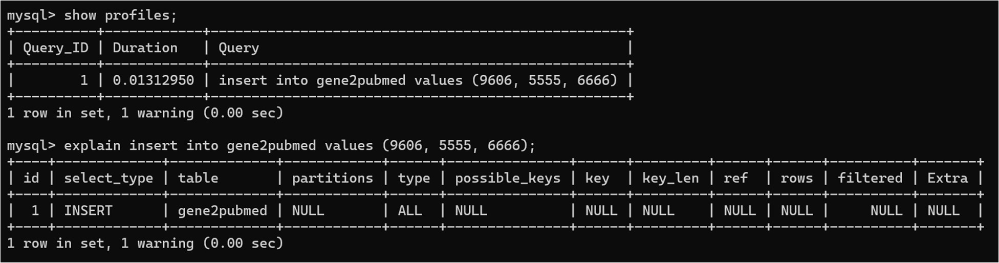 mysql> show profiles;
+----------+------------+---------------------------------------------------+
| Query_ID | Duration   | Query                                             |
+----------+------------+---------------------------------------------------+
|        1 | 0.01312950 | insert into gene2pubmed values (9606, 5555, 6666) |
+----------+------------+---------------------------------------------------+
1 row in set, 1 warning (0.00 sec)

mysql> explain insert into gene2pubmed values (9606, 5555, 6666);
+----+-------------+-------------+------------+------+---------------+------+---------+------+------+----------+-------+
| id | select_type | table       | partitions | type | possible_keys | key  | key_len | ref  | rows | filtered | Extra |
+----+-------------+-------------+------------+------+---------------+------+---------+------+------+----------+-------+
|  1 | INSERT      | gene2pubmed | NULL       | ALL  | NULL          | NULL | NULL    | NULL | NULL |     NULL | NULL  |
+----+-------------+-------------+------------+------+---------------+------+---------+------+------+----------+-------+
1 row in set, 1 warning (0.00 sec)